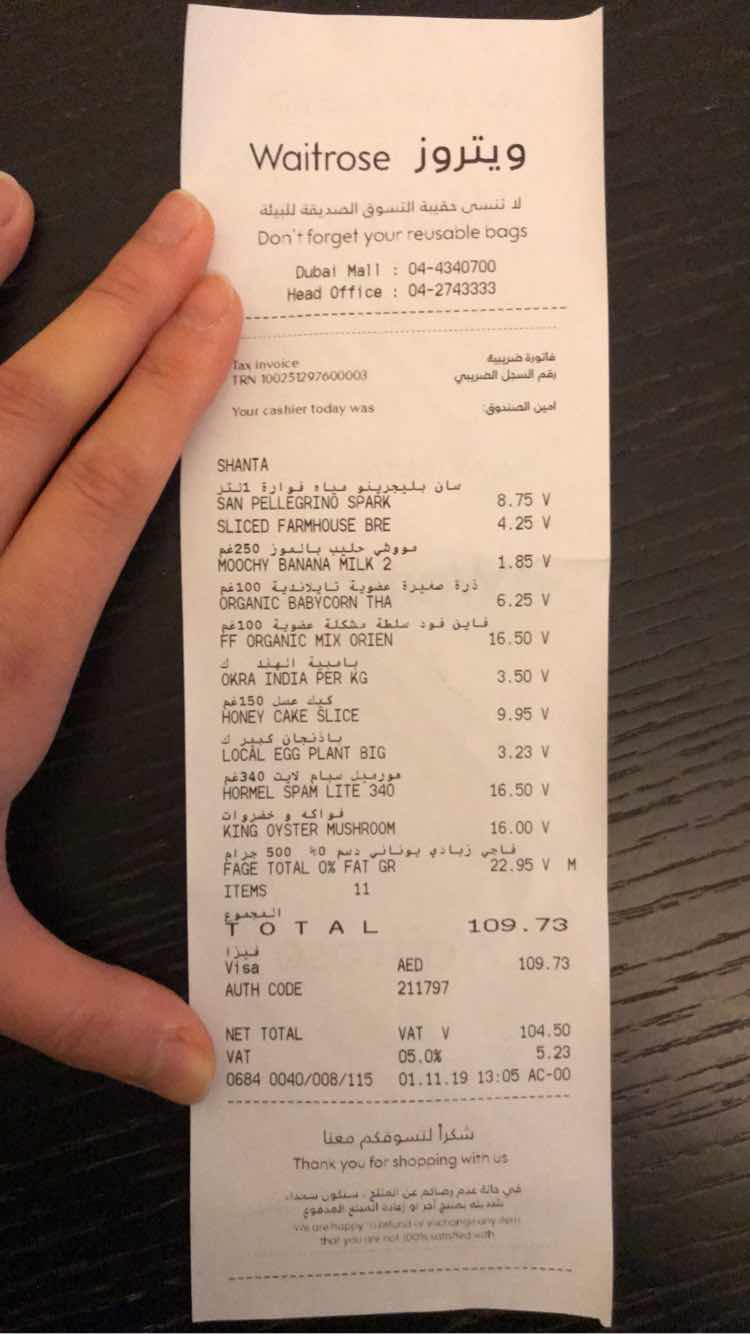 Waitrose ويتروز
لا تنسى حقيبة التسوق الصديقة للبيئة
Don't forget your reusable bags
Dubai Mall : 04-4340700
Head Office : 04-2743333
Tax invoice فاتورة ضريبية
TRN 100251297600003 رقم السجل الضريبي
Your cashier today was امين الصندوق:
SHANTA
سان بليجرينو مياه فوارة 1لتر
SAN PELLEGRINO SPARK 8.75 V
SLICED FARMHOUSE BRE 4.25 V
مووشي حليب بالموز 250غم
MOOCHY BANANA MILK 2 1.85 V
ذرة صغيرة عضوية تايلاندية 100غم
ORGANIC BABYCORN THA 6.25 V
فاين فود سلطة مشكلة عضوية 100غم
FF ORGANIC MIX ORIEN 16.50 V
بامية الهند ك
OKRA INDIA PER KG 3.50 V
كيك عسل 150غم
HONEY CAKE SLICE 9.95 V
باذنجان كبير ك
LOCAL EGG PLANT BIG 3.23 V
هورميل سبام لايت 340غم
HORMEL SPAM LITE 340 16.50 V
فواكه و خضروات
KING OYSTER MUSHROOM 16.00 V
فاجي زبادي يوناني دسم 0% 500 جرام
FAGE TOTAL 0% FAT GR 22.95 V M
ITEMS 11
المجموع
TOTAL 109.73
فيزا
Visa AED 109.73
AUTH CODE 211797
NET TOTAL VAT V 104.50
VAT 05.0% 5.23
0684 0040/008/115 01.11.19 13:05 AC-00
شكراً لتسوقكم معنا
Thank you for shopping with us
في حالة عدم رضاكم عن المنتج ، سنكون سعداء
بتبديله بمنتج آخر او إعادة المبلغ المدفوع
We are happy to refund or exchange any item
that you are not 100% satisfied with